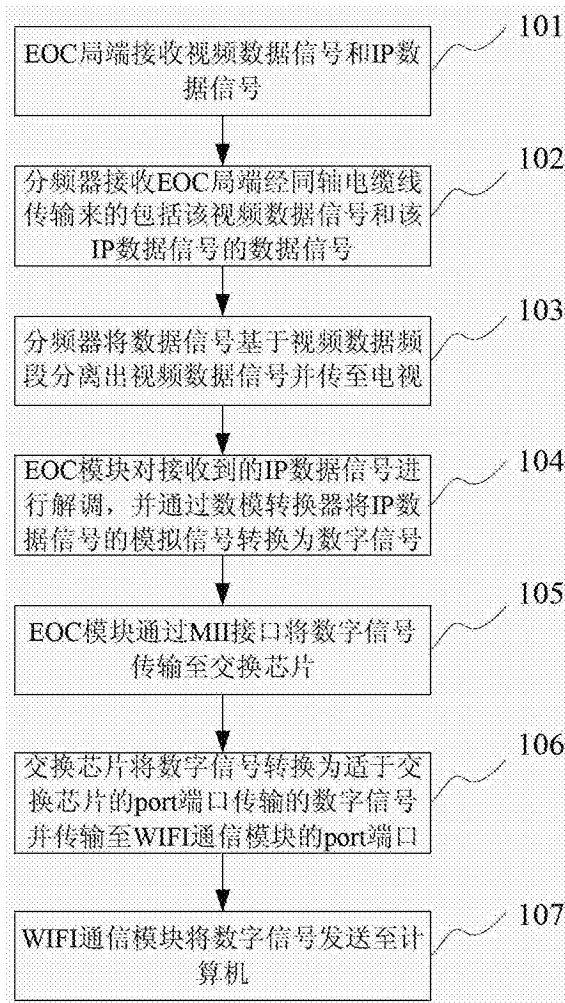 101
EOC局端接收视频数据信号和IP数
据信号
102
分频器接收EOC局端经同轴电缆线
传输来的包括该视频数据信号和该
IP数据信号的数据信号
103
分频器将数据信号基于视频数据频
段分离出视频数据信号并传至电视
104
EOC模块对接收到的IP数据信号进
行解调，并通过数模转换器将IP数
据信号的模拟信号转换为数字信号
105
EOC模块通过MII接口将数字信号
传输至交换芯片
106
交换芯片将数字信号转换为适于交
换芯片的port端口传输的数字信号
并传输至WIFI通信模块的port端口
107
WIFI通信模块将数字信号发送至计
算机